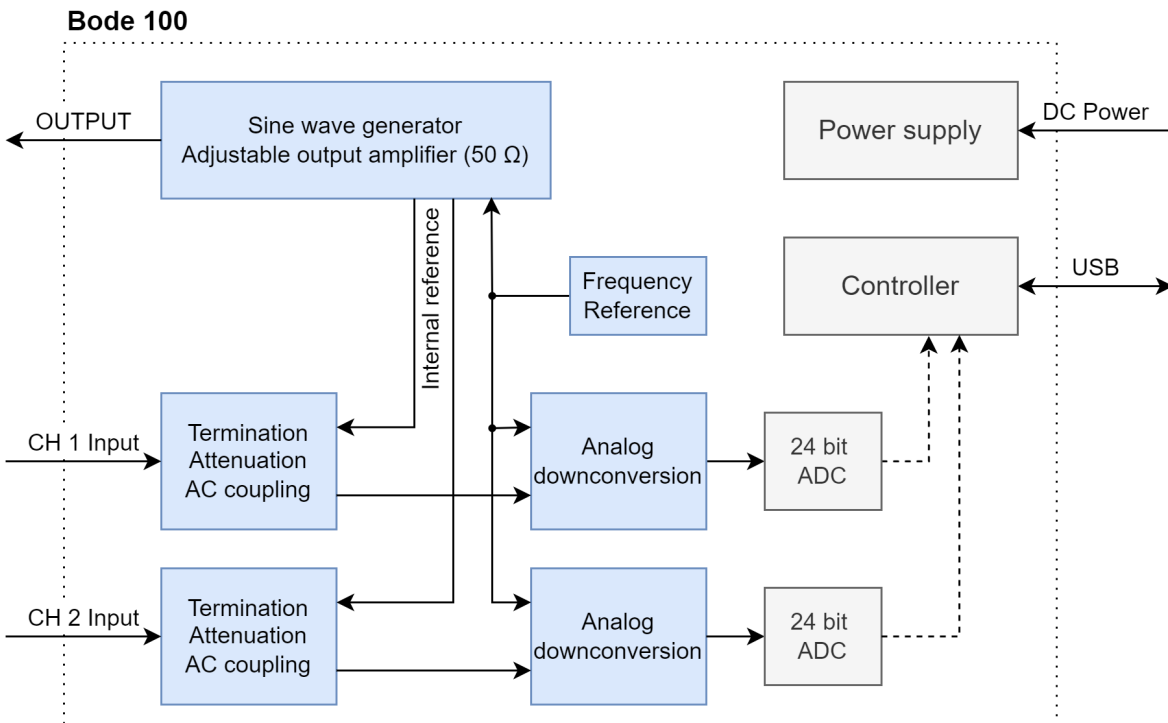 Bode 100
OUTPUT
Sine wave generator
Adjustable output amplifier (50 Ω)
Power supply
DC Power
Internal reference
Frequency
Reference
Controller
USB
CH 1 Input
Termination
Attenuation
AC coupling
Analog
downconversion
24 bit
ADC
CH 2 Input
Termination
Attenuation
AC coupling
Analog
downconversion
24 bit
ADC